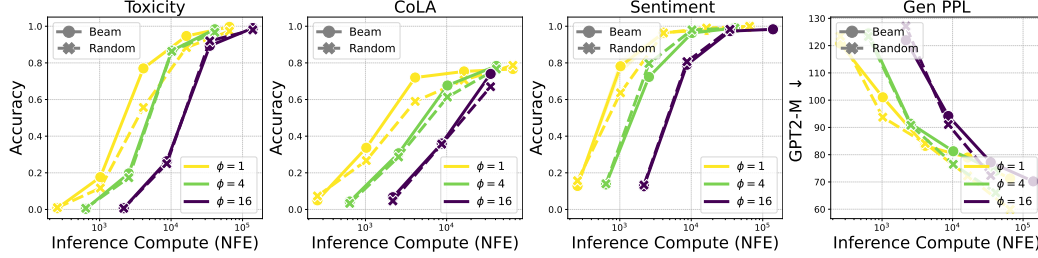 Toxicity
Accuracy
1.0
0.8
0.6
0.4
0.2
0.0
Beam
Random
ϕ = 1
ϕ = 4
ϕ = 16
10³ 10⁴ 10⁵
Inference Compute (NFE)
CoLA
Accuracy
1.0
0.8
0.6
0.4
0.2
0.0
Beam
Random
ϕ = 1
ϕ = 4
ϕ = 16
10³ 10⁴
Inference Compute (NFE)
Sentiment
Accuracy
1.0
0.8
0.6
0.4
0.2
0.0
Beam
Random
ϕ = 1
ϕ = 4
ϕ = 16
10³ 10⁴ 10⁵
Inference Compute (NFE)
Gen PPL
GPT2-M ↓
130
120
110
100
90
80
70
60
Beam
Random
ϕ = 1
ϕ = 4
ϕ = 16
10³ 10⁴ 10⁵
Inference Compute (NFE)